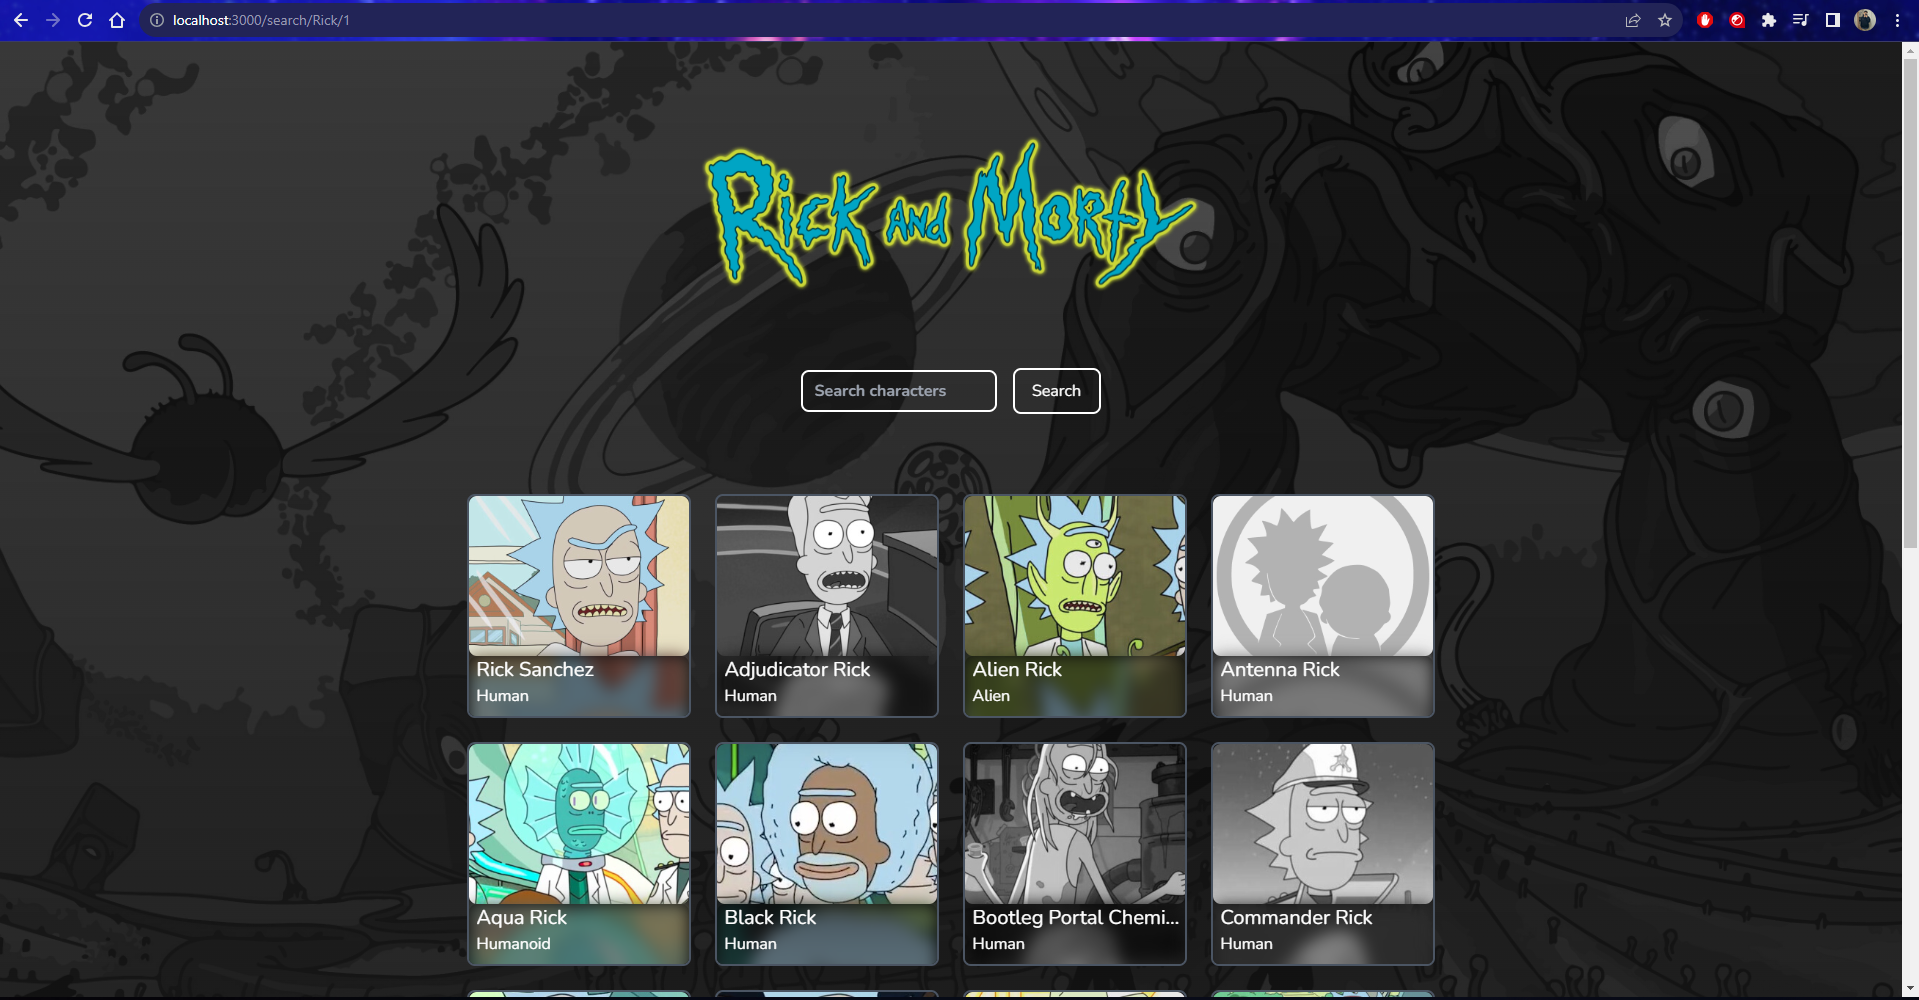 localhost:3000/search/Rick/1
Rick and Morty
Search characters
Search
Rick Sanchez
Human
Adjudicator Rick
Human
Alien Rick
Alien
Antenna Rick
Human
Aqua Rick
Humanoid
Black Rick
Human
Bootleg Portal Chemi...
Human
Commander Rick
Human